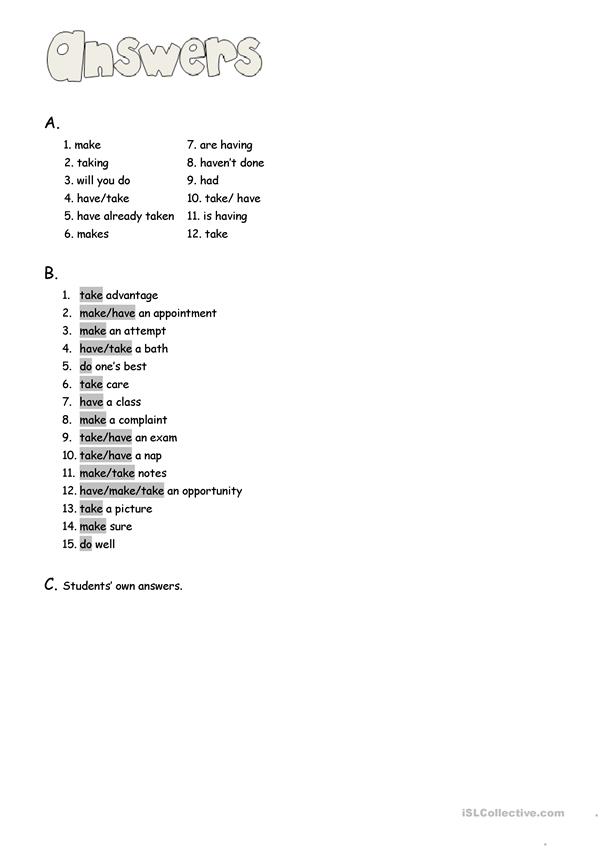 answers
A.
1. make
2. taking
3. will you do
4. have/take
5. have already taken
6. makes
7. are having
8. haven't done
9. had
10. take/ have
11. is having
12. take
B.
1. take advantage
2. make/have an appointment
3. make an attempt
4. have/take a bath
5. do one's best
6. take care
7. have a class
8. make a complaint
9. take/have an exam
10. take/have a nap
11. make/take notes
12. have/make/take an opportunity
13. take a picture
14. make sure
15. do well
C. Students' own answers.
iSLCollective.com